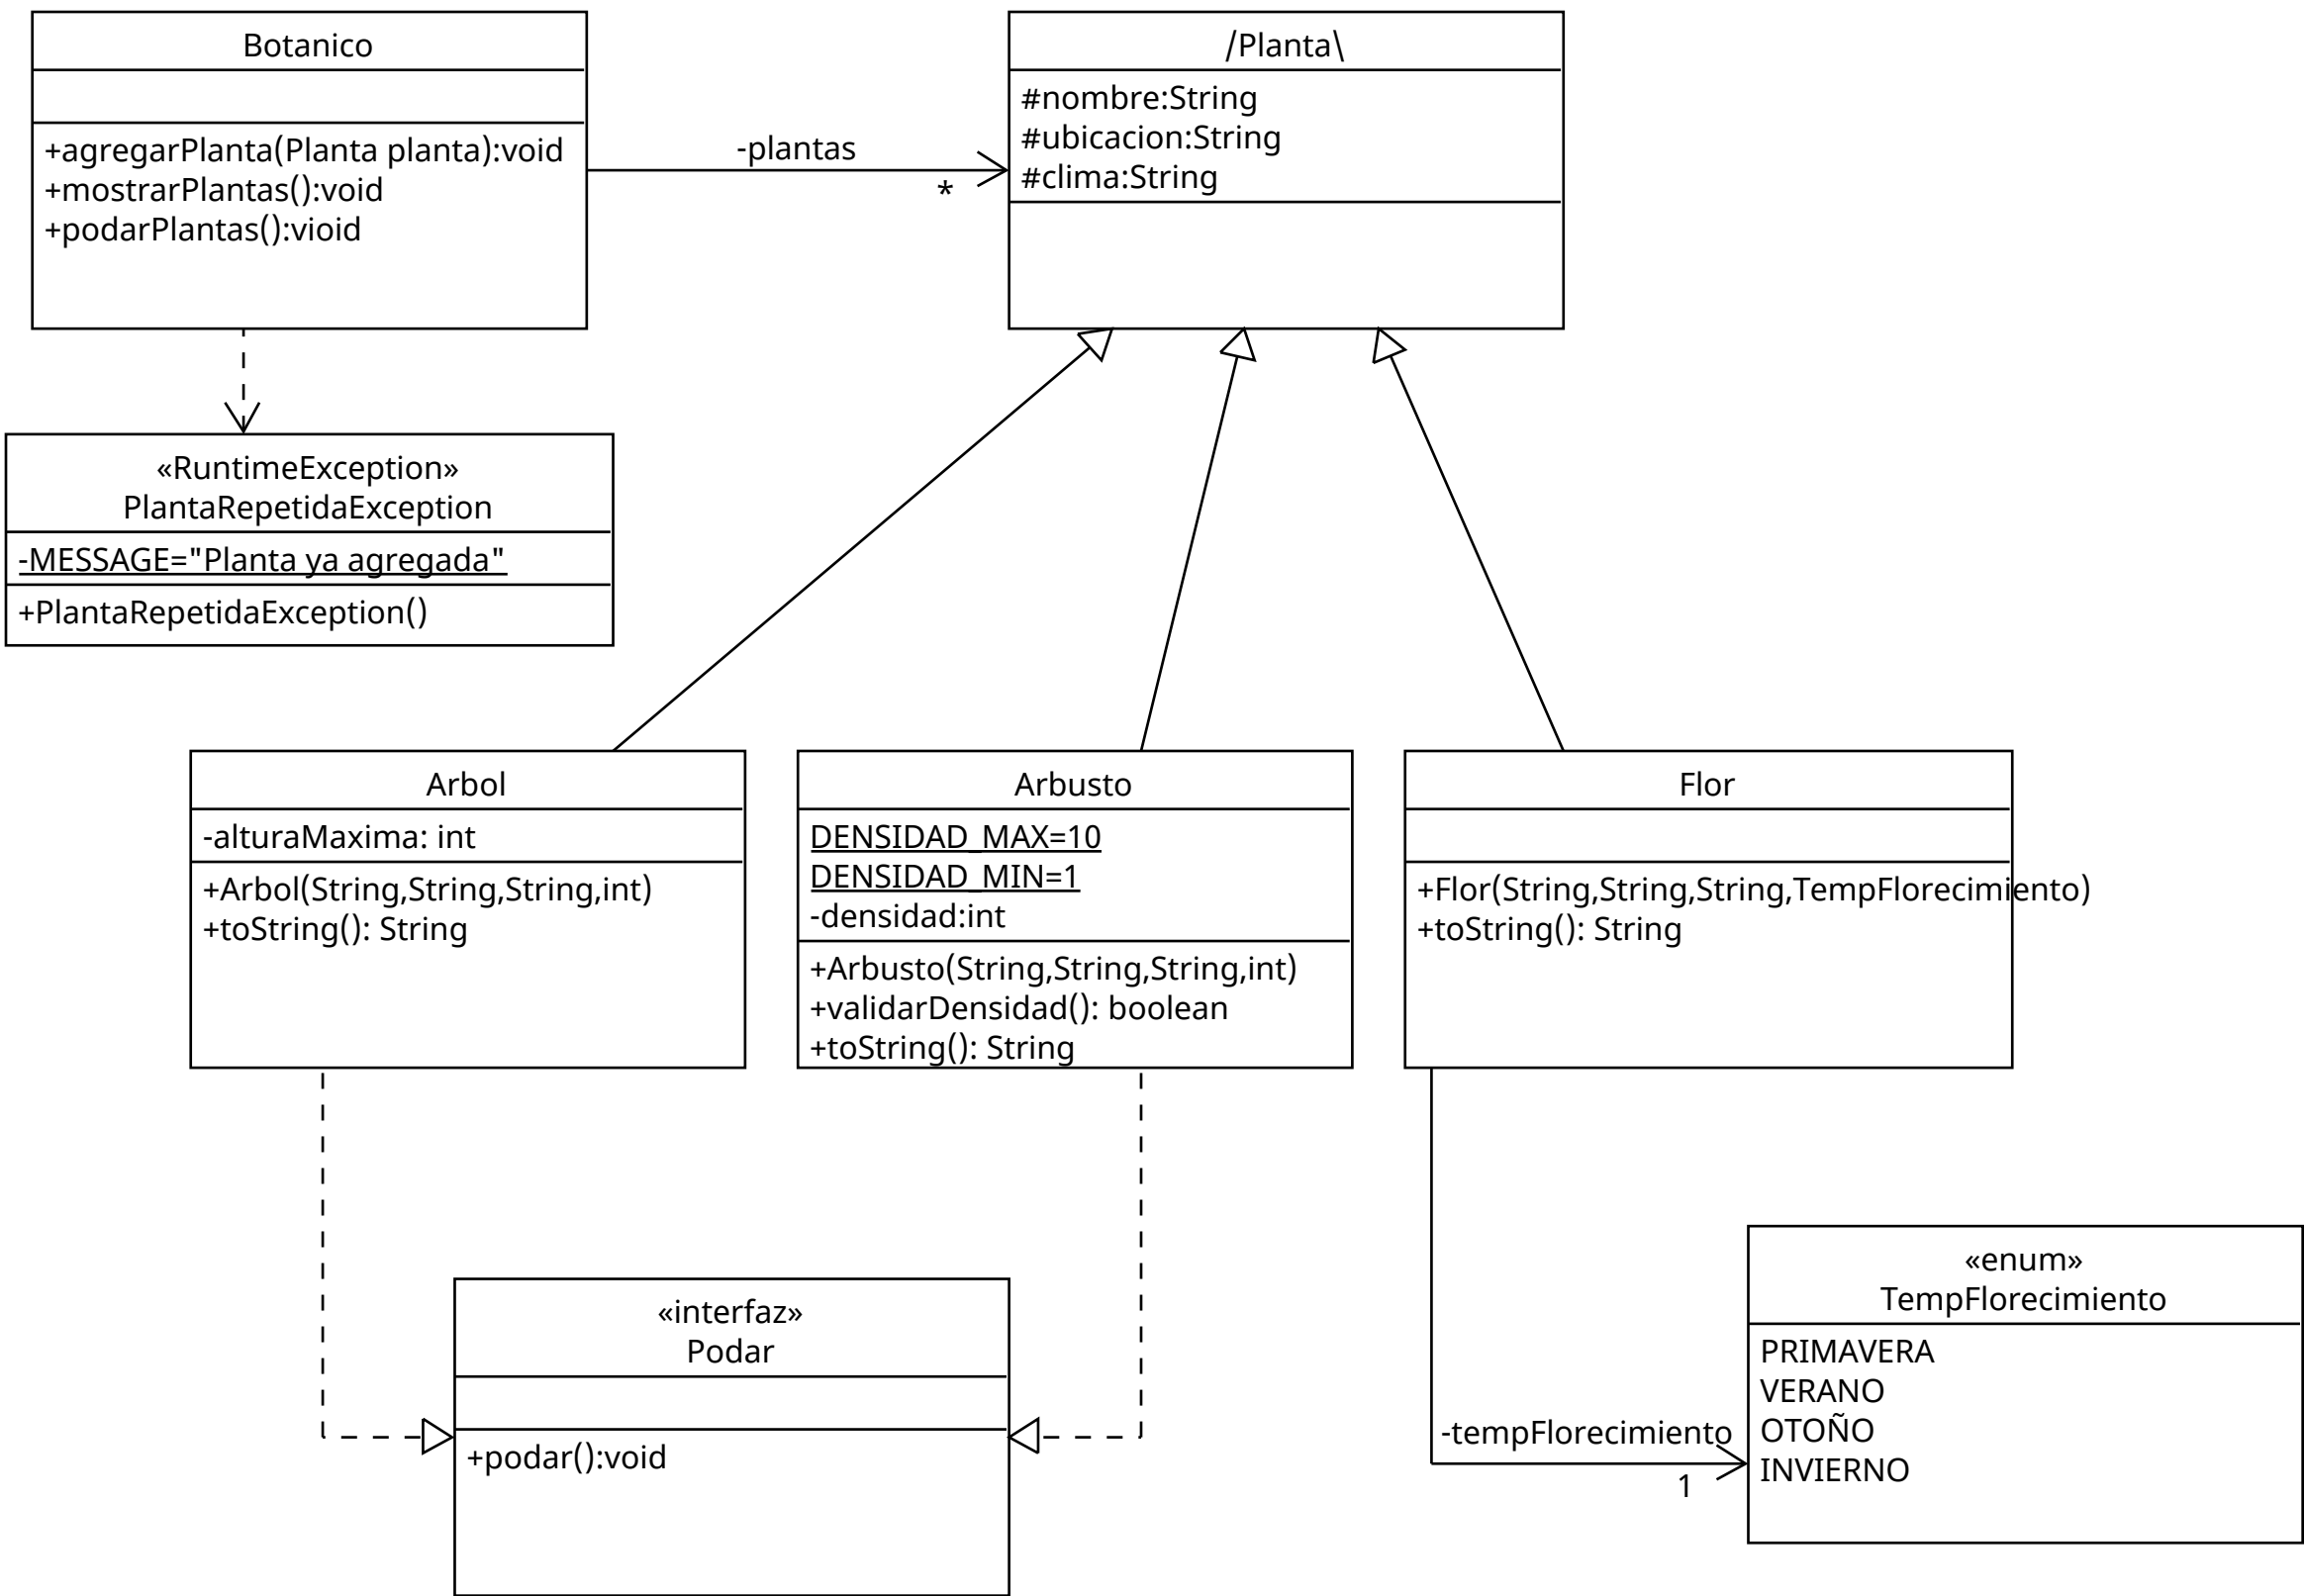 Botanico
+agregarPlanta(Planta planta):void
+mostrarPlantas():void
+podarPlantas():vioid
-plantas
*
/Planta\
#nombre:String
#ubicacion:String
#clima:String
«RuntimeException»
PlantaRepetidaException
-MESSAGE="Planta ya agregada"
+PlantaRepetidaException()
Arbol
-alturaMaxima: int
+Arbol(String,String,String,int)
+toString(): String
Arbusto
DENSIDAD_MAX=10
DENSIDAD_MIN=1
-densidad:int
+Arbusto(String,String,String,int)
+validarDensidad(): boolean
+toString(): String
Flor
+Flor(String,String,String,TempFlorecimiento)
+toString(): String
«interfaz»
Podar
+podar():void
-tempFlorecimiento
1
«enum»
TempFlorecimiento
PRIMAVERA
VERANO
OTOÑO
INVIERNO